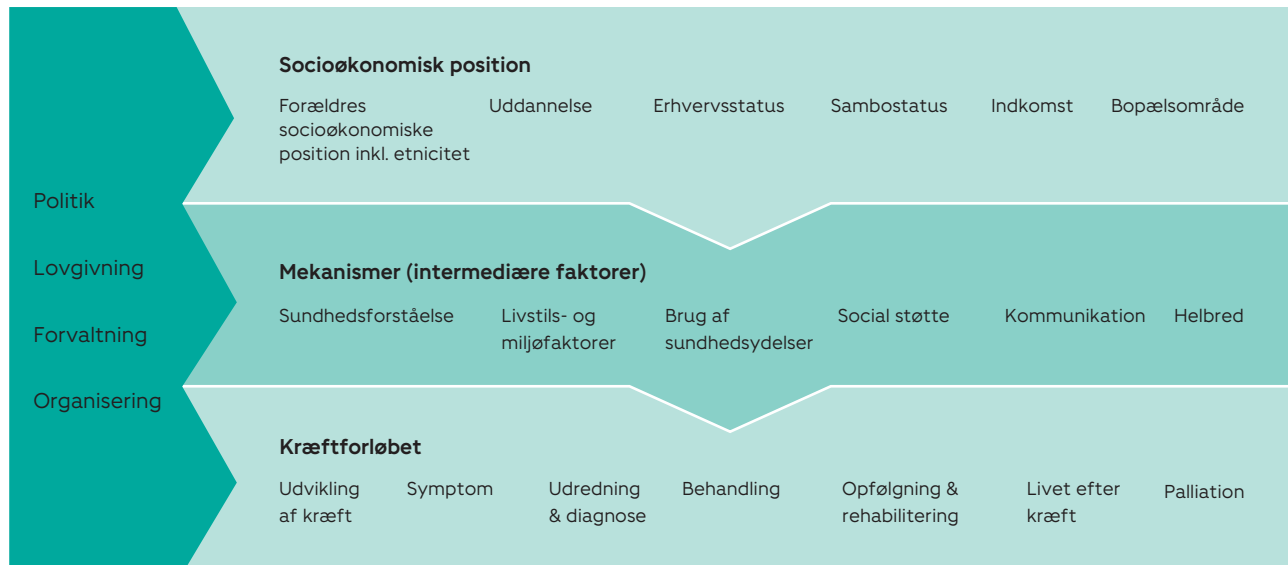 Politik
Lovgivning
Forvaltning
Organisering
Socioøkonomisk position
Forældres
socioøkonomiske
position inkl. etnicitet
Uddannelse
Erhvervsstatus
Sambostatus
Indkomst
Bopælsområde
Mekanismer (intermediære faktorer)
Sundhedsforståelse
Livstils- og
miljøfaktorer
Brug af
sundhedsydelser
Social støtte
Kommunikation
Helbred
Kræftforløbet
Udvikling
af kræft
Symptom
Udredning
& diagnose
Behandling
Opfølgning &
rehabilitering
Livet efter
kræft
Palliation